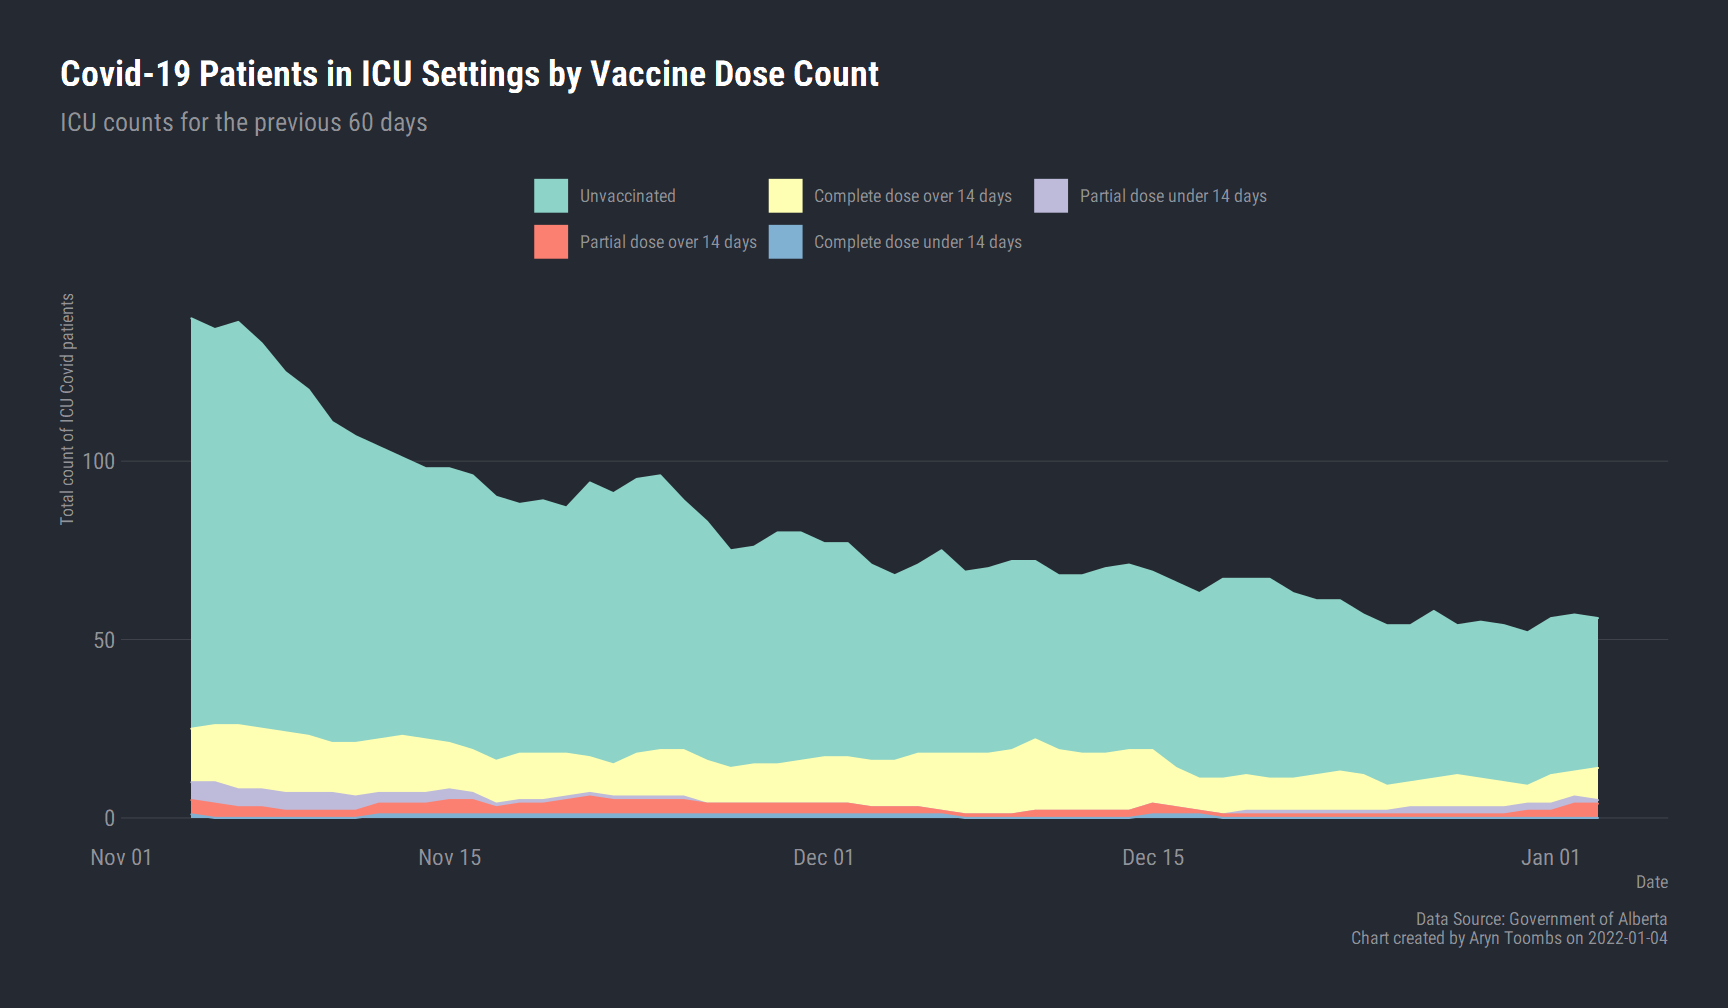 Covid-19 Patients in ICU Settings by Vaccine Dose Count
ICU counts for the previous 60 days
Unvaccinated
Complete dose over 14 days
Partial dose under 14 days
Partial dose over 14 days
Complete dose under 14 days
Total count of ICU Covid patients
100
50
0
Nov 01
Nov 15
Dec 01
Dec 15
Jan 01
Date
Data Source: Government of Alberta
Chart created by Aryn Toombs on 2022-01-04